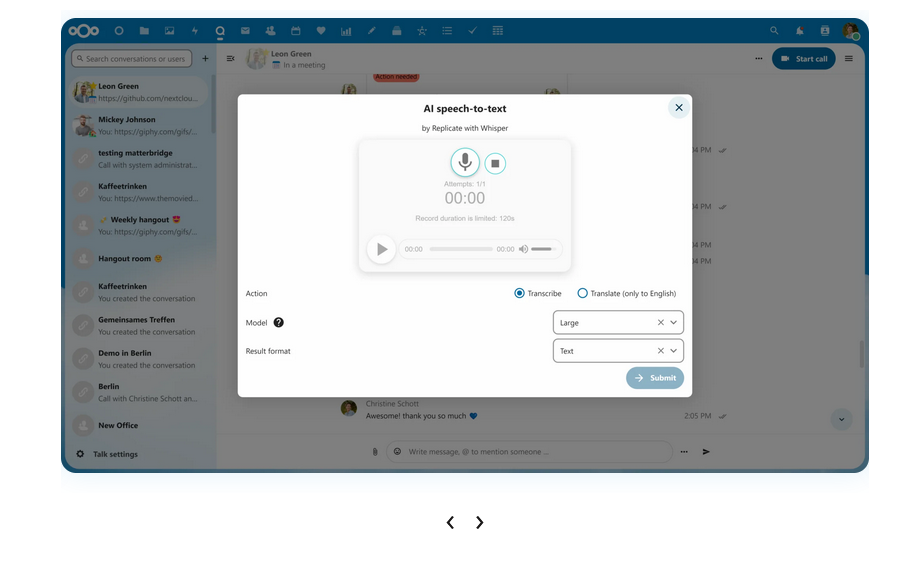 Search conversations or users
Leon Green
https://github.com/nextclou...
Mickey Johnson
You: https://giphy.com/gifs/...
testing matterbridge
Call with system administrat...
Kaffeetrinken
You: https://www.themovied...
🤛 Weekly hangout 😍
You: https://giphy.com/gifs/...
Hangout room 🙂
Kaffeetrinken
You created the conversation
Gemeinsames Treffen
You created the conversation
Demo in Berlin
You created the conversation
Berlin
Call with Christine Schott an...
New Office
Talk settings
Leon Green
In a meeting
Start call
Action needed
AI speech-to-text
by Replicate with Whisper
Attempts: 1/1
00:00
Record duration is limited: 120s
00:00 00:00
Action Transcribe Translate (only to English)
Model Large
Result format Text
Submit
04 PM
04 PM
04 PM
04 PM
Christine Schott
Awesome! thank you so much 💙 2:05 PM
Write message, @ to mention someone ...